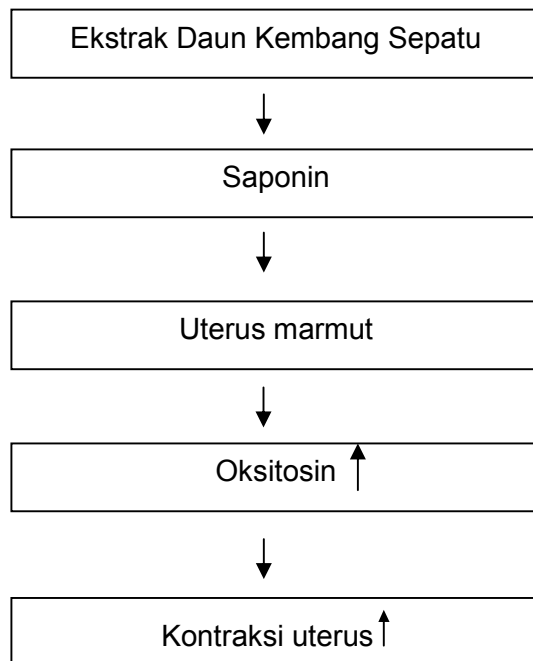 Ekstrak Daun Kembang Sepatu
Saponin
Uterus marmut
Oksitosin
Kontraksi uterus